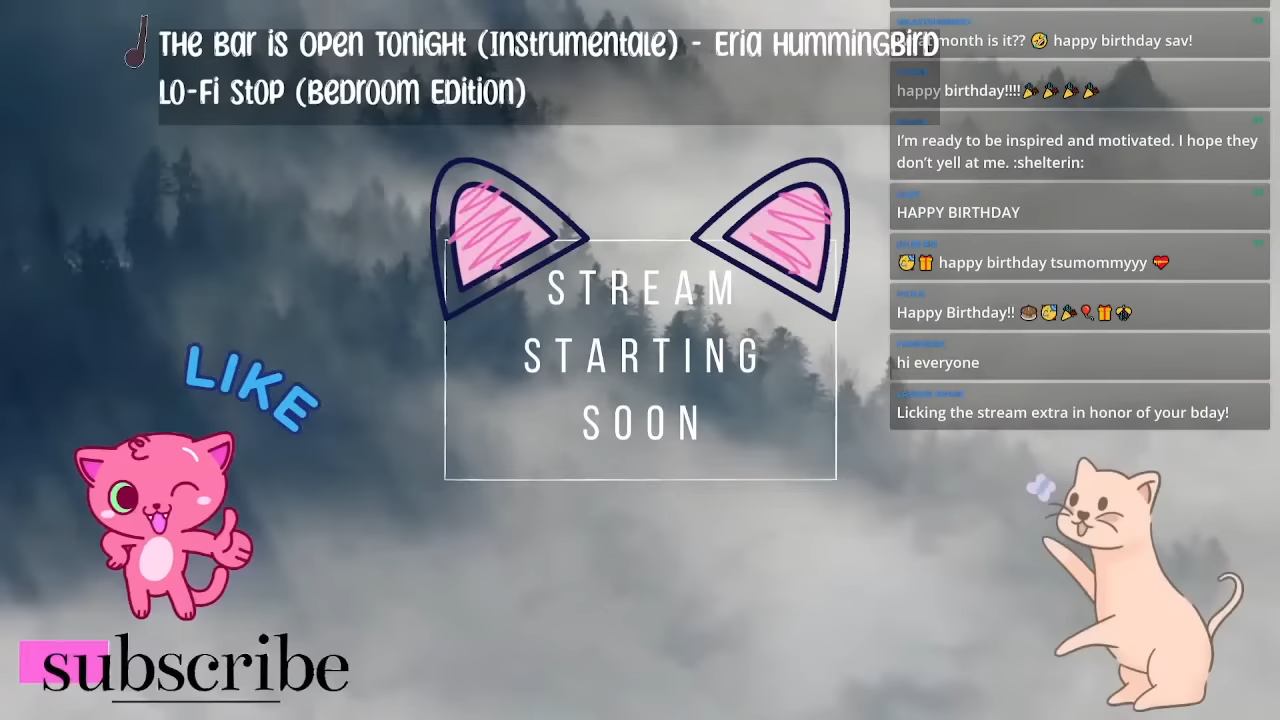 The Bar is Open Tonight (Instrumentale) - Eria Hummingbird
Lo-Fi Stop (Bedroom Edition)
STREAM
STARTING
SOON
LIKE
subscribe
month is it?? 🤣 happy birthday sav!
happy birthday!!!!🎉 🎉 🎉 🎉
I’m ready to be inspired and motivated. I hope they
don’t yell at me. :shelterin:
HAPPY BIRTHDAY
🥳🎁 happy birthday tsumommyyy 💝
Happy Birthday!! 🎂🥳🎉🎈🎁🐝
hi everyone
Licking the stream extra in honor of your bday!